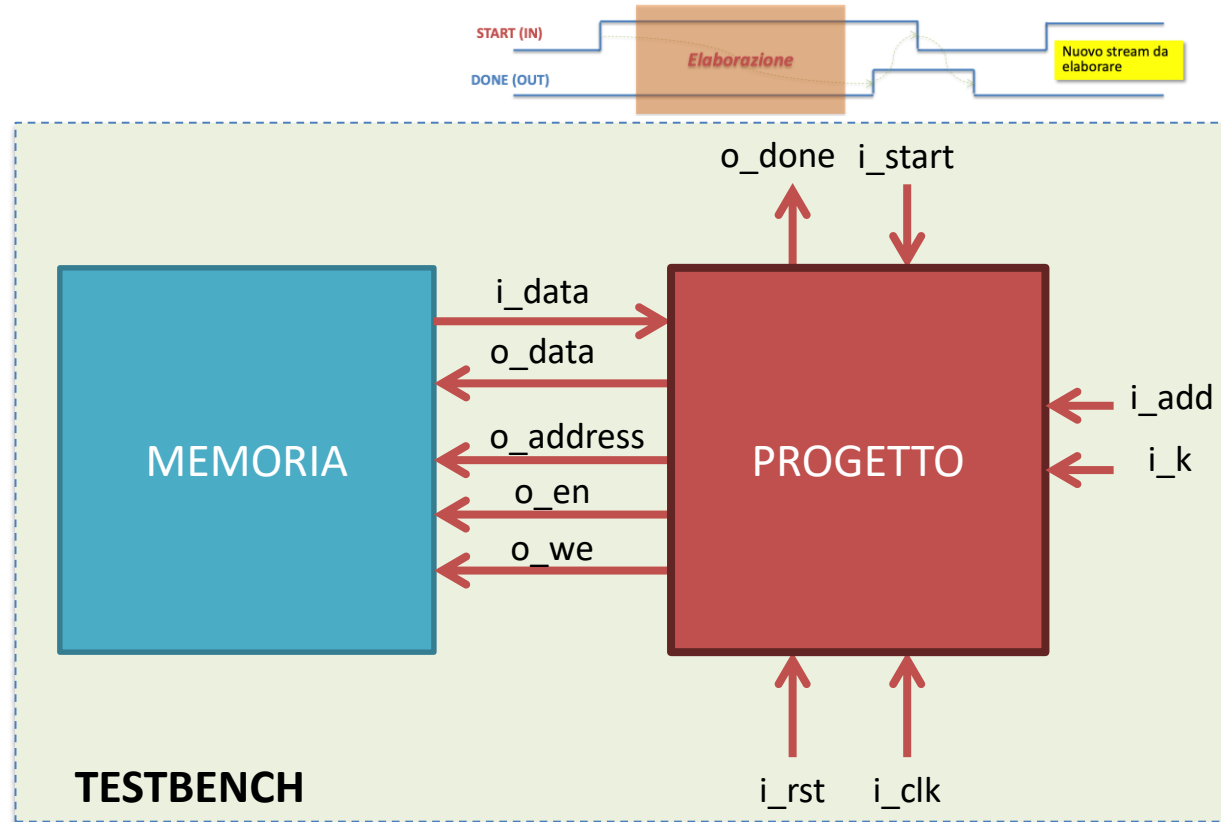 START (IN)
Elaborazione
Nuovo stream da
elaborare
DONE (OUT)
o_done
i_start
i_data
o_data
i_add
o_address
MEMORIA
PROGETTO
i_k
o_en
o_we
TESTBENCH
i_rst
i_clk